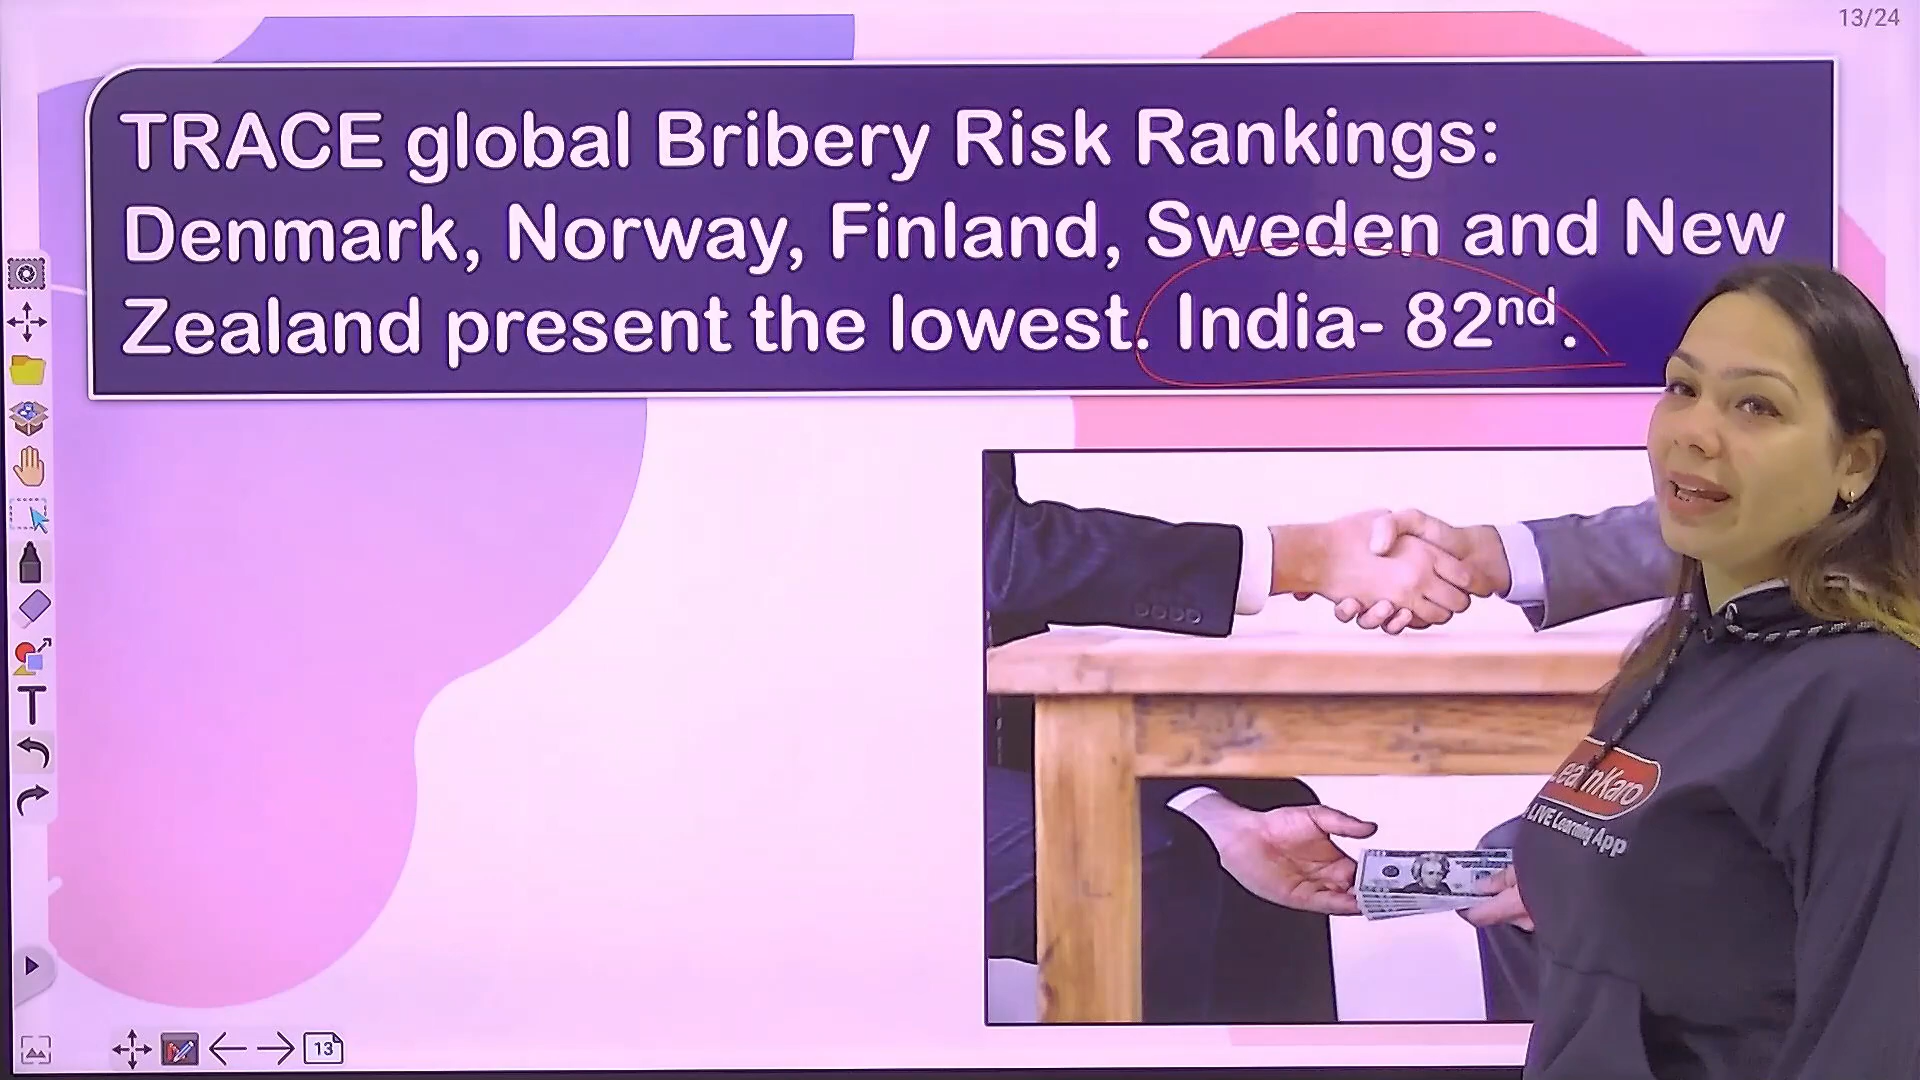 13/24
TRACE global Bribery Risk Rankings:
Denmark, Norway, Finland, Sweden and New
Zealand present the lowest. India- 82nd.
LearnKaro
LIVE Learning App
T
13